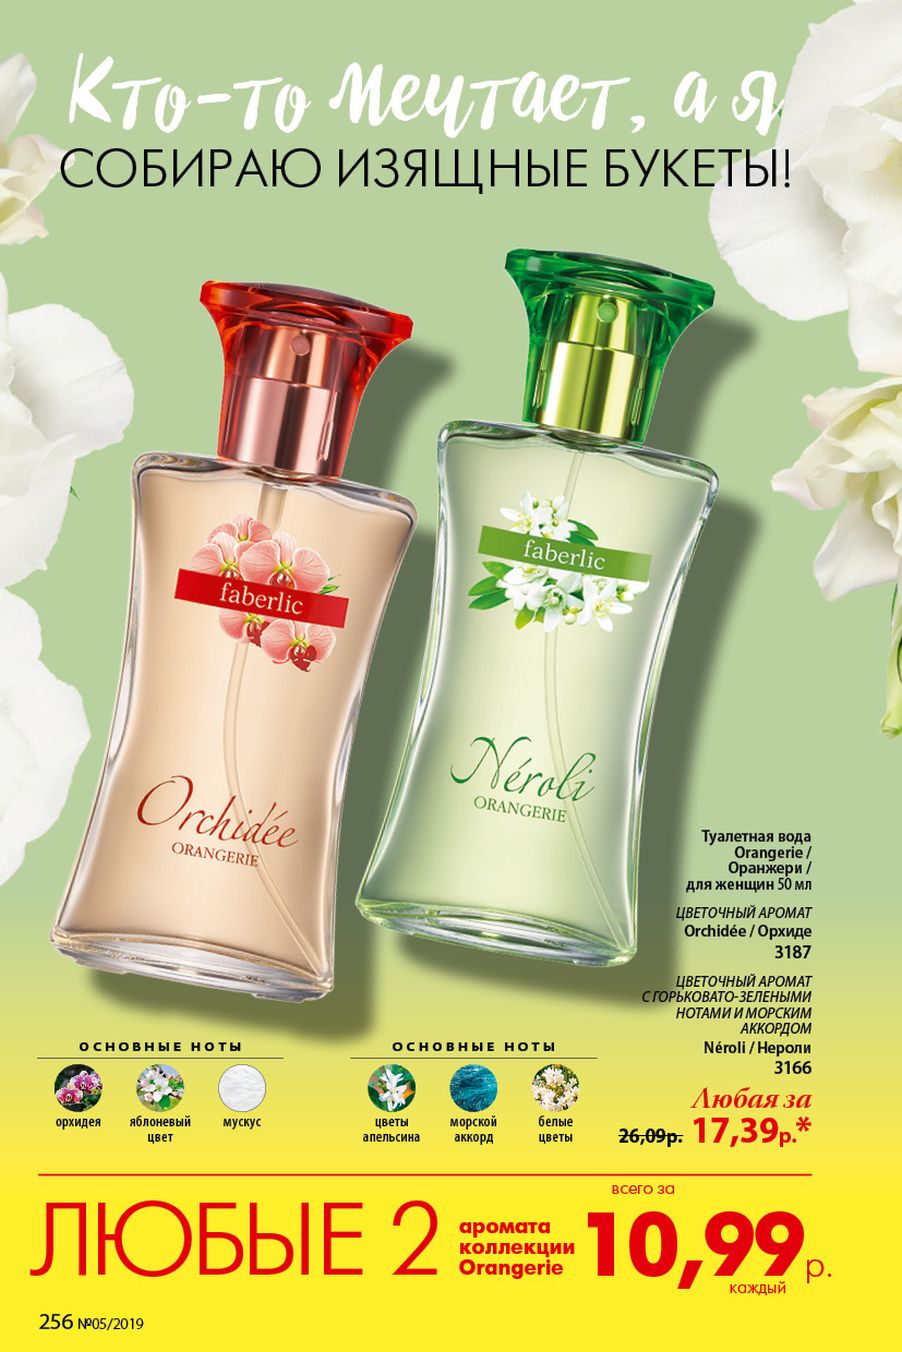 Кто-то мечтает, а я
СОБИРАЮ ИЗЯЩНЫЕ БУКЕТЫ!
faberlic
Orchidée
ORANGERIE
faberlic
Néroli
ORANGERIE
Туалетная вода
Orangerie /
Оранжери /
для женщин 50 мл
ЦВЕТОЧНЫЙ АРОМАТ
Orchidée / Орхиде
3187
ЦВЕТОЧНЫЙ АРОМАТ
С ГОРЬКОВАТО-ЗЕЛЕНЫМИ
НОТАМИ И МОРСКИМ
АККОРДОМ
Néroli / Нероли
3166
Любая за
26,09р. 17,39р.*
ОСНОВНЫЕ НОТЫ
орхидея
яблоневый
цвет
мускус
ОСНОВНЫЕ НОТЫ
цветы
апельсина
морской
аккорд
белые
цветы
ЛЮБЫЕ 2
аромата
коллекции
Orangerie
всего за
10,99 р.
каждый
256 №05/2019